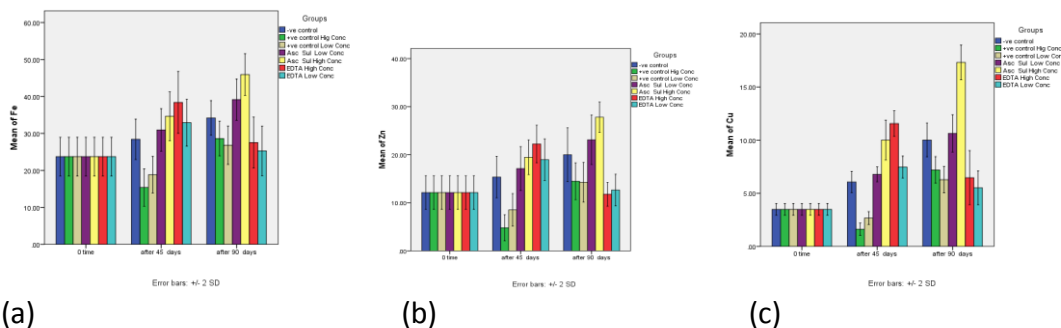 Groups
-ve control
+ve control Hig Conc
+ve control Low Conc
Asc Sul Low Conc
Asc Sul High Conc
EDTA High Conc
EDTA Low Conc
Mean of Fe
60.00
50.00
40.00
30.00
20.00
10.00
.00
0 time
after 45 days
after 90 days
Error bars: +/- 2 SD
(a)
Groups
-ve control
+ve control Hig Conc
+ve control Low Conc
Asc Sul Low Conc
Asc Sul High Conc
EDTA High Conc
EDTA Low Conc
Mean of Zn
40.00
30.00
20.00
10.00
.00
0 time
after 45 days
after 90 days
Error bars: +/- 2 SD
(b)
Groups
-ve control
+ve control Hig Conc
+ve control Low Conc
Asc Sul Low Conc
Asc Sul High Conc
EDTA High Conc
EDTA Low Conc
Mean of Cu
20.00
15.00
10.00
5.00
.00
0 time
after 45 days
after 90 days
Error bars: +/- 2 SD
(c)